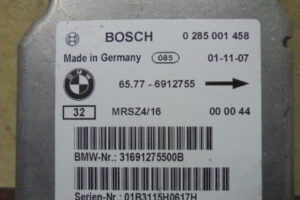 BOSCH 0 285 001 458
Made in Germany 085 01-11-07
BMW 65.77 - 6912755
32 MRSZ4/16 00 00 44
BMW-Nr.: 31691275500B
Serien-Nr.: 01B3115H0617H